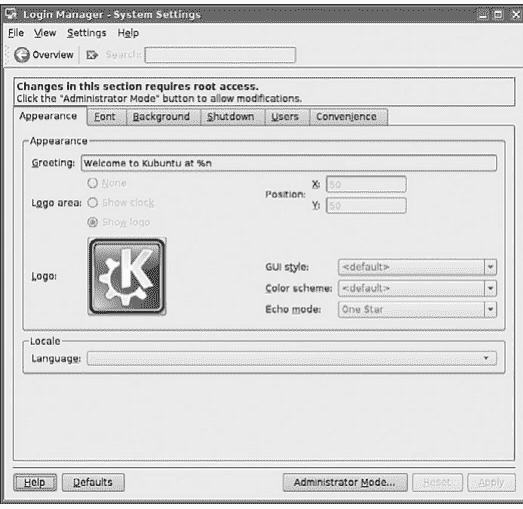 Login Manager - System Settings
File View Settings Help
Overview Search:
Changes in this section requires root access.
Click the "Administrator Mode" button to allow modifications.
Appearance Font Background Shutdown Users Convenience
Appearance
Greeting: Welcome to Kubuntu at %n
Logo area: None
Show clock
Show logo
Position: X: 50
Y: 50
Logo: K
GUI style: <default>
Color scheme: <default>
Echo mode: One Star
Locale
Language:
Help Defaults Administrator Mode... Reset Apply